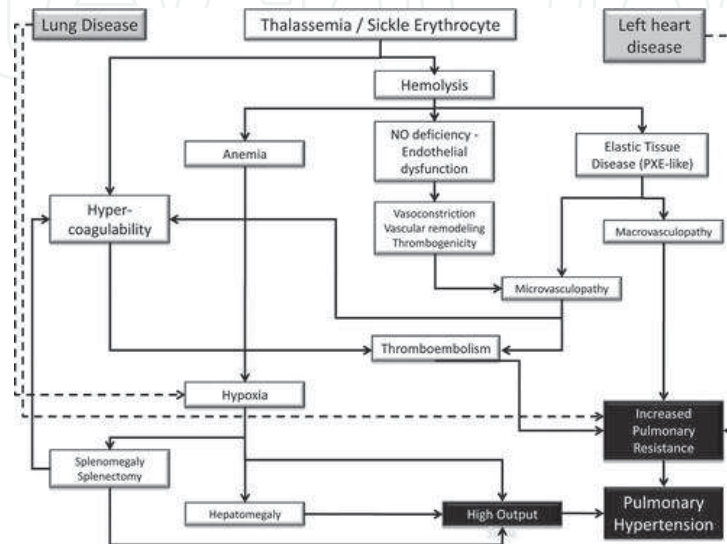 Lung Disease
Thalassemia / Sickle Erythrocyte
Left heart
disease
Hemolysis
Anemia
NO deficiency -
Endothelial
dysfunction
Elastic Tissue
Disease (PXE-like)
Hyper-
coagulability
Vasoconstriction
Vascular remodeling
Thrombogenicity
Macrovasculopathy
Microvasculopathy
Thromboembolism
Hypoxia
Increased
Pulmonary
Resistance
Splenomegaly
Splenectomy
Hepatomegaly
High Output
Pulmonary
Hypertension